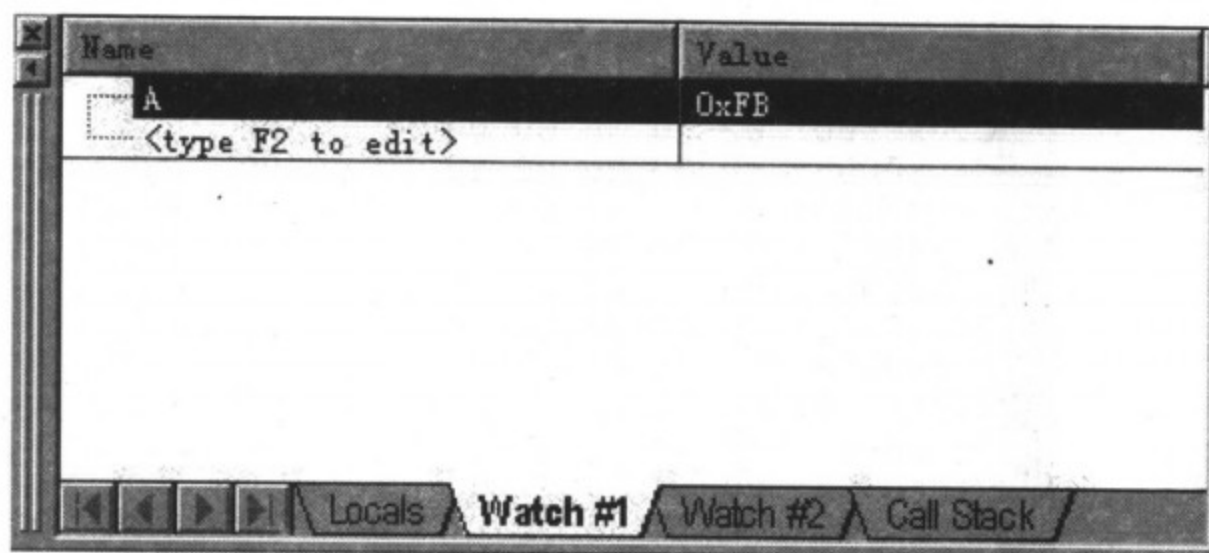 Name Value
A 0xFB
<type F2 to edit>
Locals Watch #1 Watch #2 Call Stack